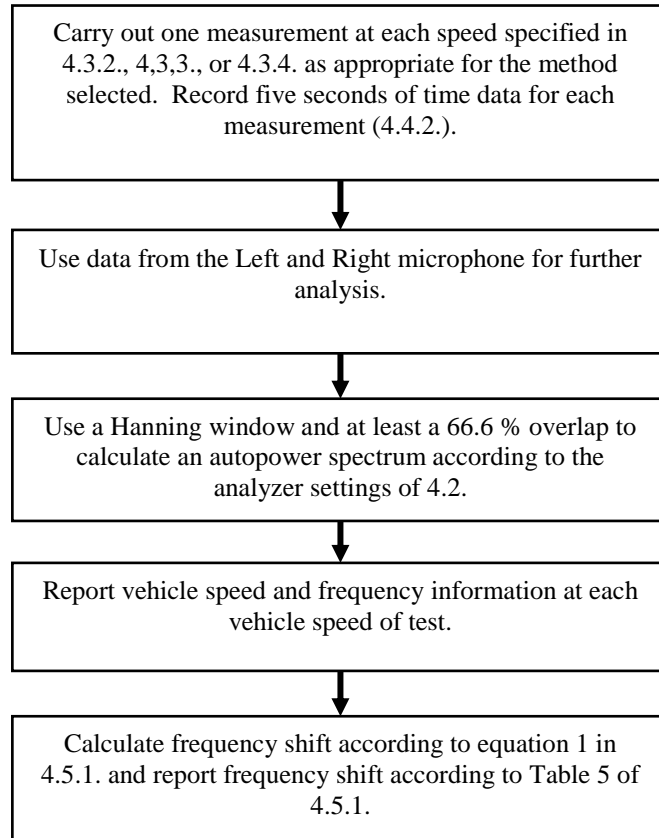 Carry out one measurement at each speed specified in
4.3.2., 4,3,3., or 4.3.4. as appropriate for the method
selected.  Record five seconds of time data for each
measurement (4.4.2.).
Use data from the Left and Right microphone for further
analysis.
Use a Hanning window and at least a 66.6 % overlap to
calculate an autopower spectrum according to the
analyzer settings of 4.2.
Report vehicle speed and frequency information at each
vehicle speed of test.
Calculate frequency shift according to equation 1 in
4.5.1. and report frequency shift according to Table 5 of
4.5.1.